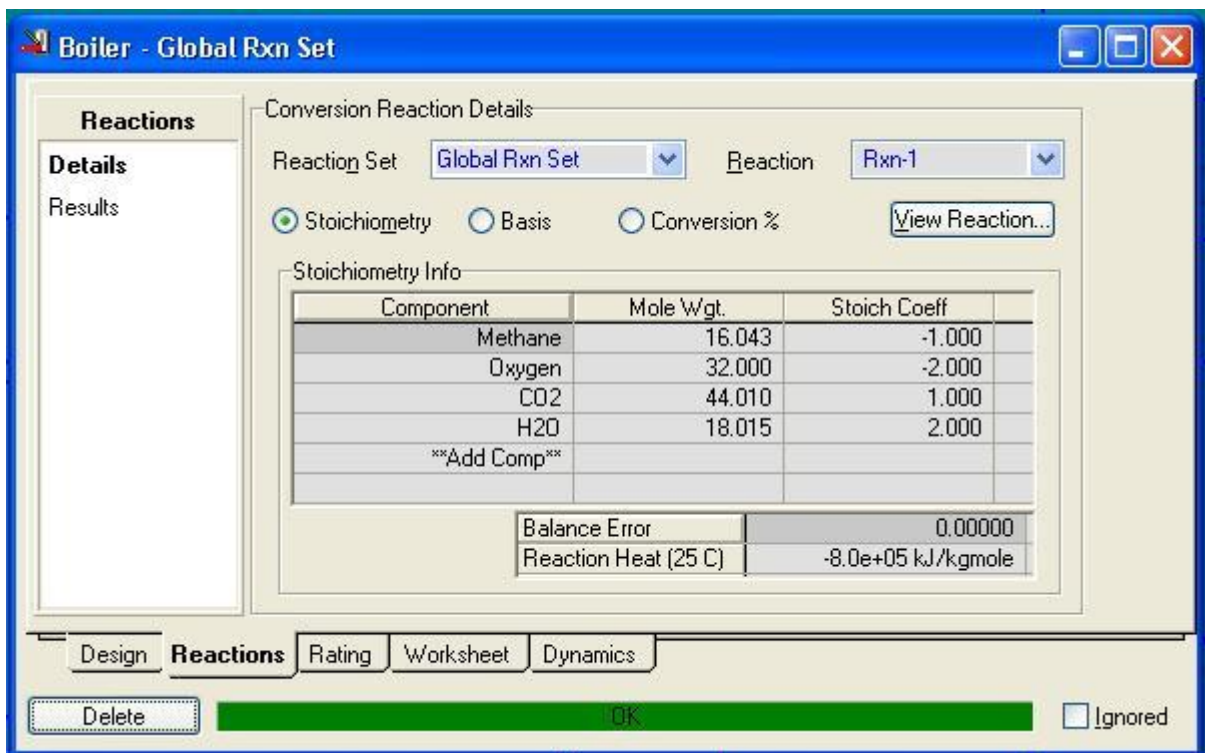 Boiler - Global Rxn Set
Reactions
Details
Results
Conversion Reaction Details
Reaction Set Global Rxn Set Reaction Rxn-1
Stoichiometry Basis Conversion % View Reaction...
Stoichiometry Info
Component Mole Wgt. Stoich Coeff
Methane 16.043 -1.000
Oxygen 32.000 -2.000
CO2 44.010 1.000
H2O 18.015 2.000
**Add Comp**
Balance Error 0.00000
Reaction Heat (25 C) -8.0e+05 kJ/kgmole
Design Reactions Rating Worksheet Dynamics
Delete OK Ignored